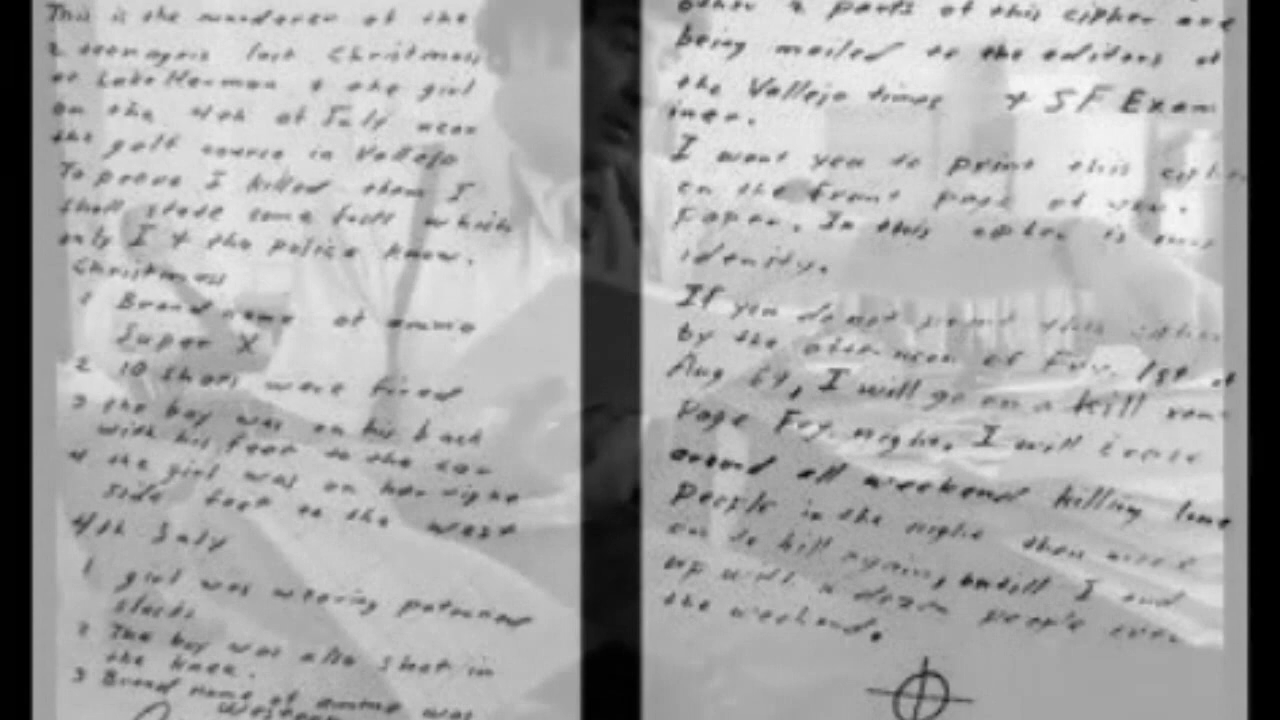 This is the murderer of the
2 teenagers last Christmass
at Lake Herman & the girl
on the 4th of July near
the golf course in Vallejo
To prove I killed them I
shall state some facts which
only I & the police know.
Christmass
1 Brand name of ammo
Super X
2 10 shots were fired
3 the boy was on his back
with his feet to the car
4 the girl was on her right
side feet to the west
4th July
1 girl was wearing paterned
slacks
2 The boy was also shot in
the knee.
3 Brand name of ammo was
Western
other 2 parts of this cipher are
being mailed to the editors of
the Vallejo times & SF Exam
iner.
I want you to print this cipher
on the front page of your
paper. In this cipher is my
idenity.
If you do not print this cipher
by the afternoon of Fry. 1st of
Aug 69, I will go on a kill ram-
Page Fry. night. I will cruse
around all weekend killing lone
people in the night then move
on to kill again, untill I end
up with a dozen people over
the weekend.